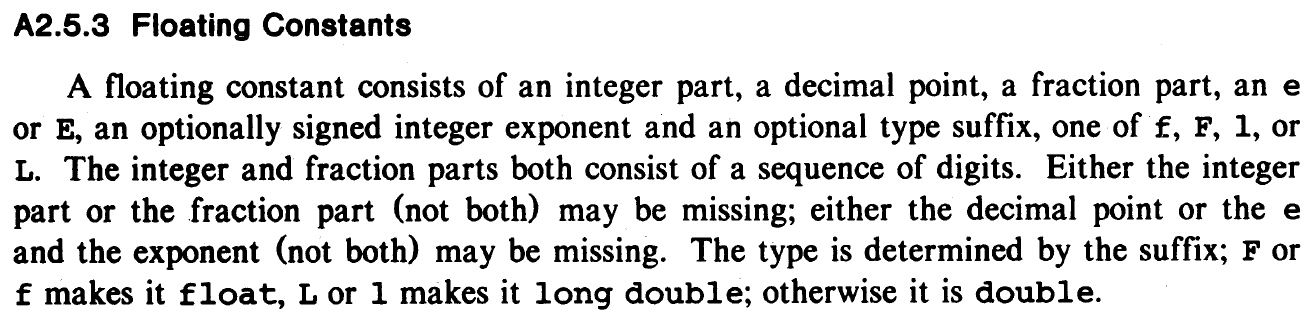 A2.5.3 Floating Constants
A floating constant consists of an integer part, a decimal point, a fraction part, an e
or E, an optionally signed integer exponent and an optional type suffix, one of f, F, l, or
L. The integer and fraction parts both consist of a sequence of digits. Either the integer
part or the fraction part (not both) may be missing; either the decimal point or the e
and the exponent (not both) may be missing. The type is determined by the suffix; F or
f makes it float, L or l makes it long double; otherwise it is double.